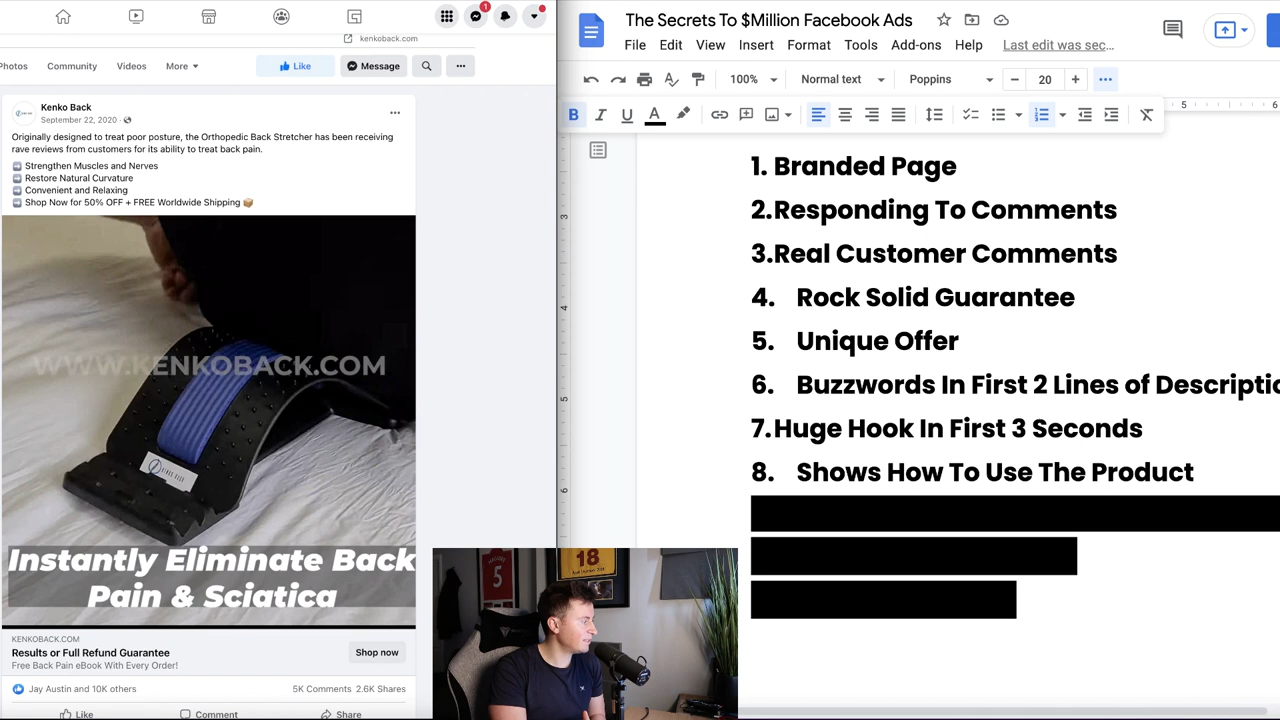 kenkoback.com
Photos Community Videos More Like Message
Kenko Back
Originally designed to treat poor posture, the Orthopedic Back Stretcher has been receiving
rave reviews from customers for its ability to treat back pain.
Strengthen Muscles and Nerves
Restore Natural Curvature
Convenient and Relaxing
Shop Now for 50% OFF + FREE Worldwide Shipping
WWW.KENKOBACK.COM
Instantly Eliminate Back
Pain & Sciatica
KENKOBACK.COM
Results or Full Refund Guarantee
Free Back Pain eBook With Every Order!
Shop now
Jay Austin and 10K others 5K Comments 2.6K Shares
Like Comment Share
5
18
The Secrets To $Million Facebook Ads
File Edit View Insert Format Tools Add-ons Help Last edit was sec...
100% Normal text Poppins 20
1. Branded Page
2.Responding To Comments
3.Real Customer Comments
4. Rock Solid Guarantee
5. Unique Offer
6. Buzzwords In First 2 Lines of Descriptio
7.Huge Hook In First 3 Seconds
8. Shows How To Use The Product